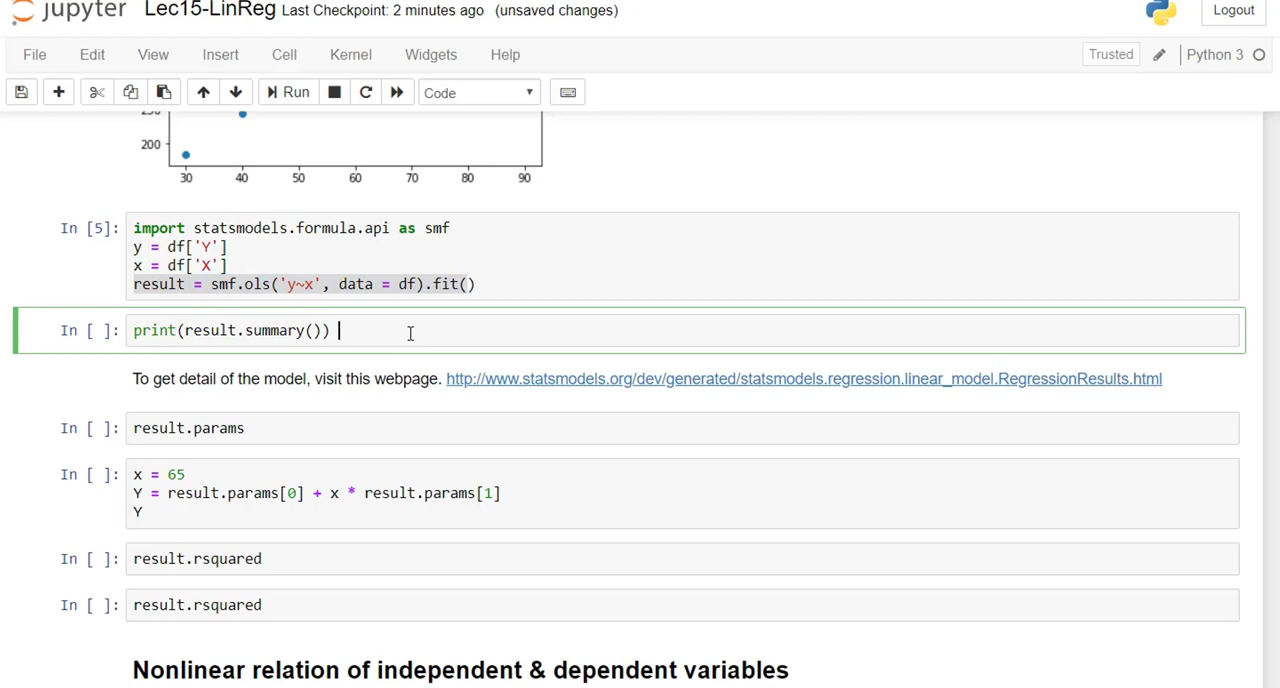 jupyter Lec15-LinReg Last Checkpoint: 2 minutes ago (unsaved changes) Logout
File Edit View Insert Cell Kernel Widgets Help Trusted Python 3
Run Code
250
200
30 40 50 60 70 80 90
In [5]: import statsmodels.formula.api as smf
y = df['Y']
x = df['X']
result = smf.ols('y~x', data = df).fit()
In [ ]: print(result.summary())
To get detail of the model, visit this webpage. http://www.statsmodels.org/dev/generated/statsmodels.regression.linear_model.RegressionResults.html
In [ ]: result.params
In [ ]: x = 65
Y = result.params[0] + x * result.params[1]
Y
In [ ]: result.rsquared
In [ ]: result.rsquared
Nonlinear relation of independent & dependent variables